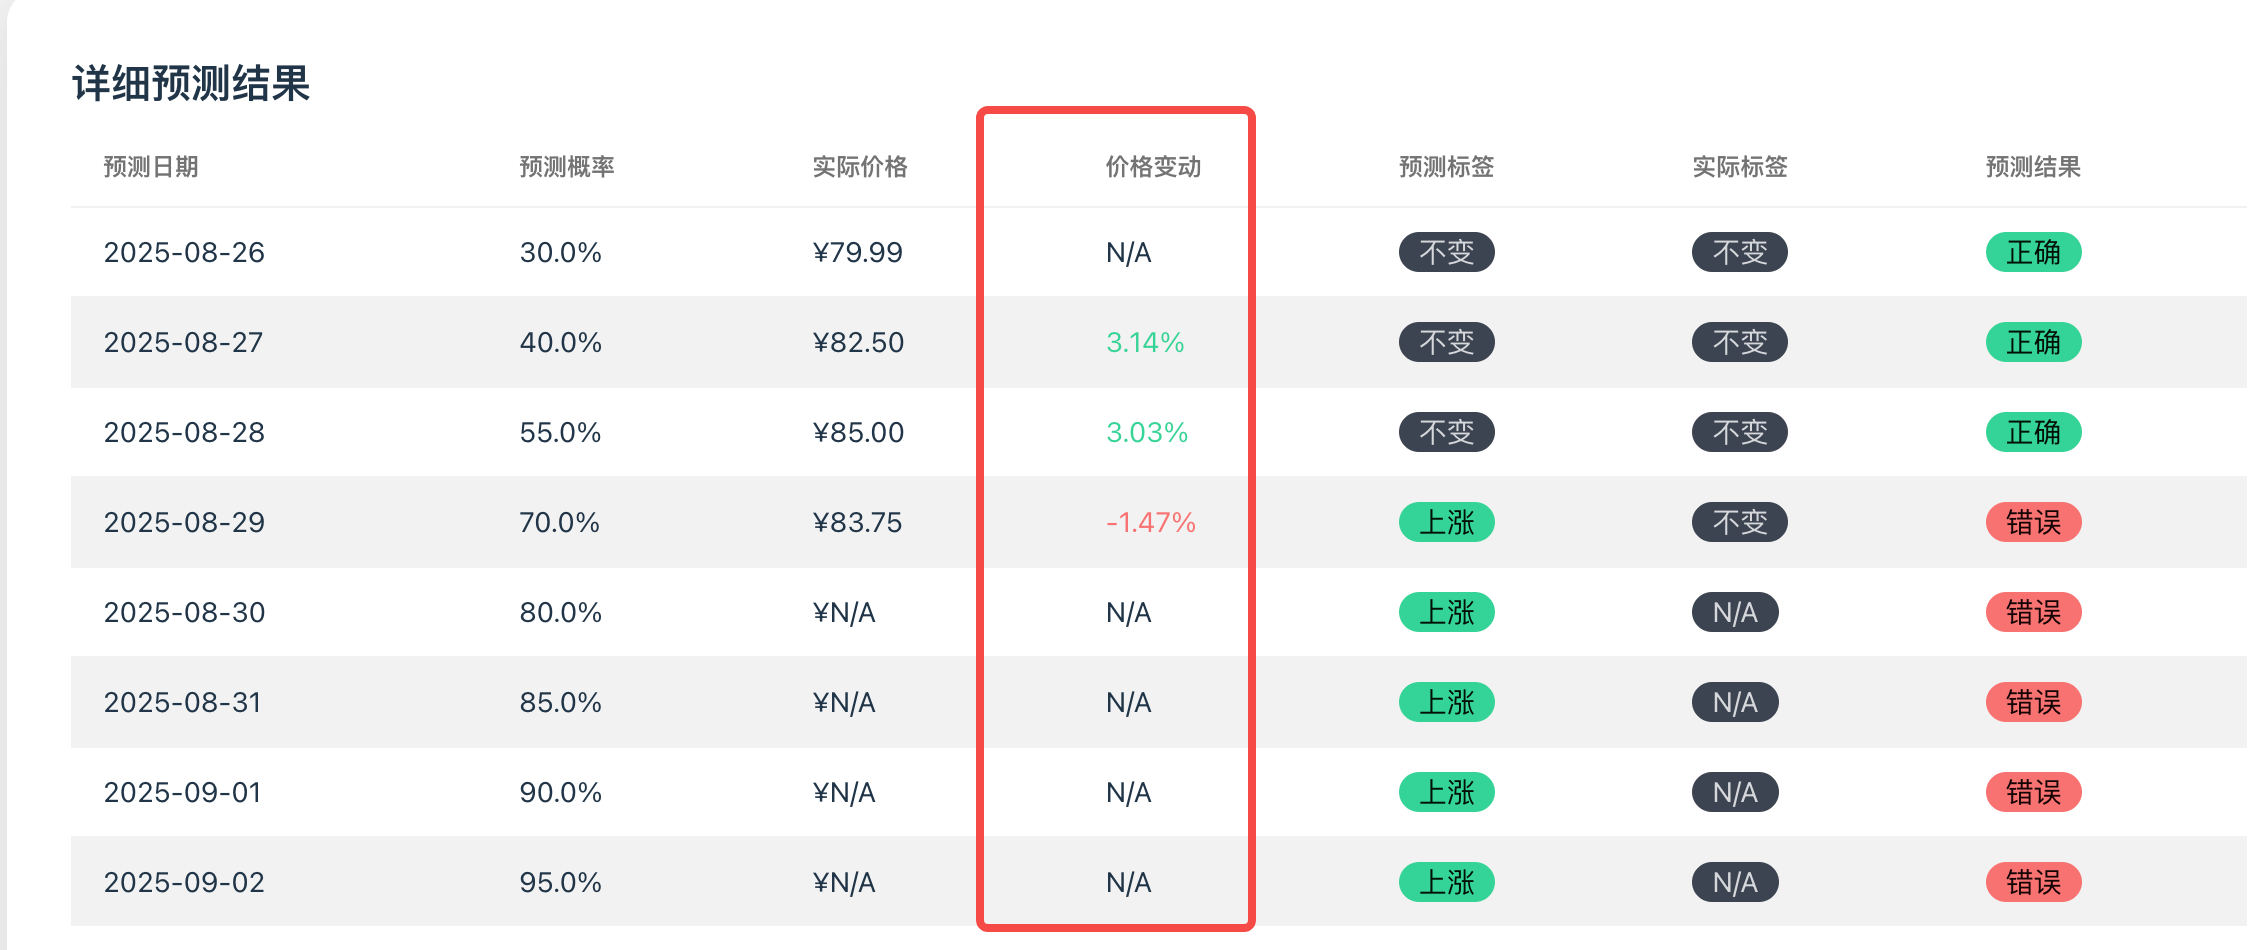 详细预测结果
预测日期 预测概率 实际价格 价格变动 预测标签 实际标签 预测结果
2025-08-26 30.0% ¥79.99 N/A 不变 不变 正确
2025-08-27 40.0% ¥82.50 3.14% 不变 不变 正确
2025-08-28 55.0% ¥85.00 3.03% 不变 不变 正确
2025-08-29 70.0% ¥83.75 -1.47% 上涨 不变 错误
2025-08-30 80.0% ¥N/A N/A 上涨 N/A 错误
2025-08-31 85.0% ¥N/A N/A 上涨 N/A 错误
2025-09-01 90.0% ¥N/A N/A 上涨 N/A 错误
2025-09-02 95.0% ¥N/A N/A 上涨 N/A 错误